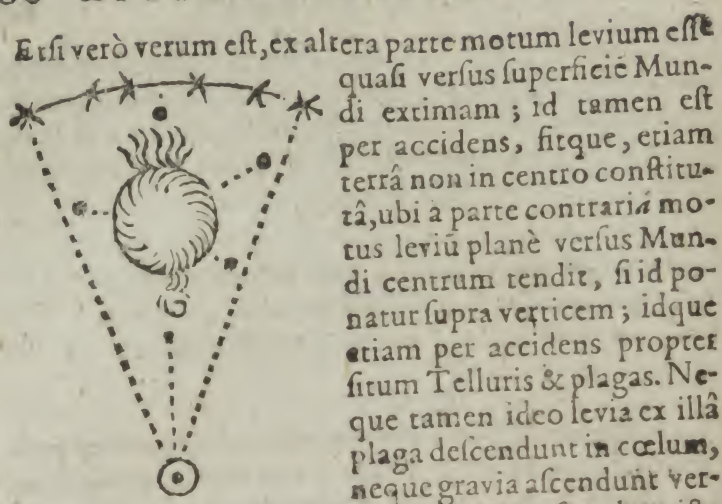 Etsi verò verum est, ex altera parte motum levium esse
quasi versus superficiē Mun-
di extimam ; id tamen est
per accidens, fitque, etiam
terrâ non in centro constitu-
tâ, ubi à parte contrariâ mo-
tus leviū planè versus Mun-
di centrum tendit, si id po-
natur supra verticem ; idque
etiam per accidens propter
situm Telluris & plagas. Ne-
que tamen ideo levia ex illâ
plaga descendunt in cœlum,
neque gravia ascendunt ver-